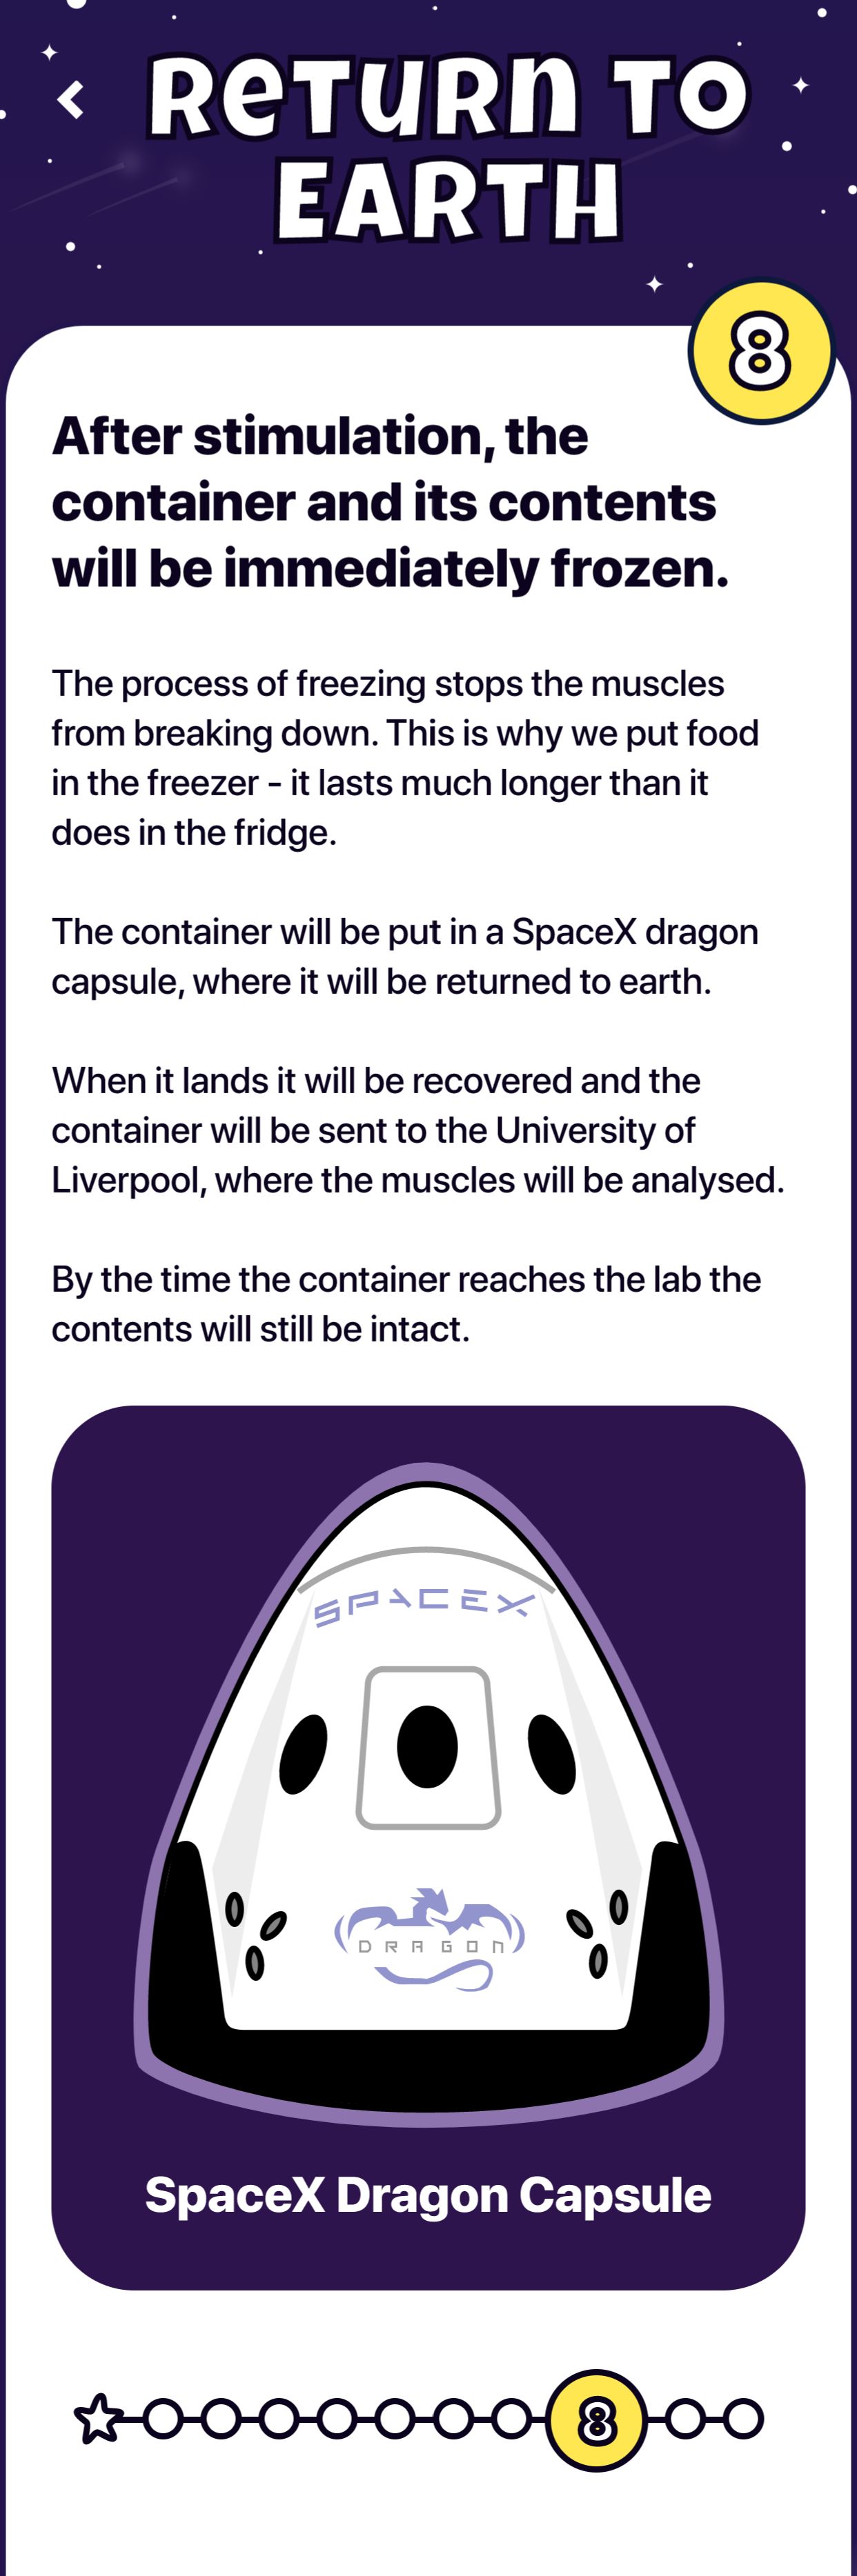 RETURN TO
EARTH
8
After stimulation, the
container and its contents
will be immediately frozen.
The process of freezing stops the muscles
from breaking down. This is why we put food
in the freezer - it lasts much longer than it
does in the fridge.
The container will be put in a SpaceX dragon
capsule, where it will be returned to earth.
When it lands it will be recovered and the
container will be sent to the University of
Liverpool, where the muscles will be analysed.
By the time the container reaches the lab the
contents will still be intact.
SPACEX
DRAGON
SpaceX Dragon Capsule
8